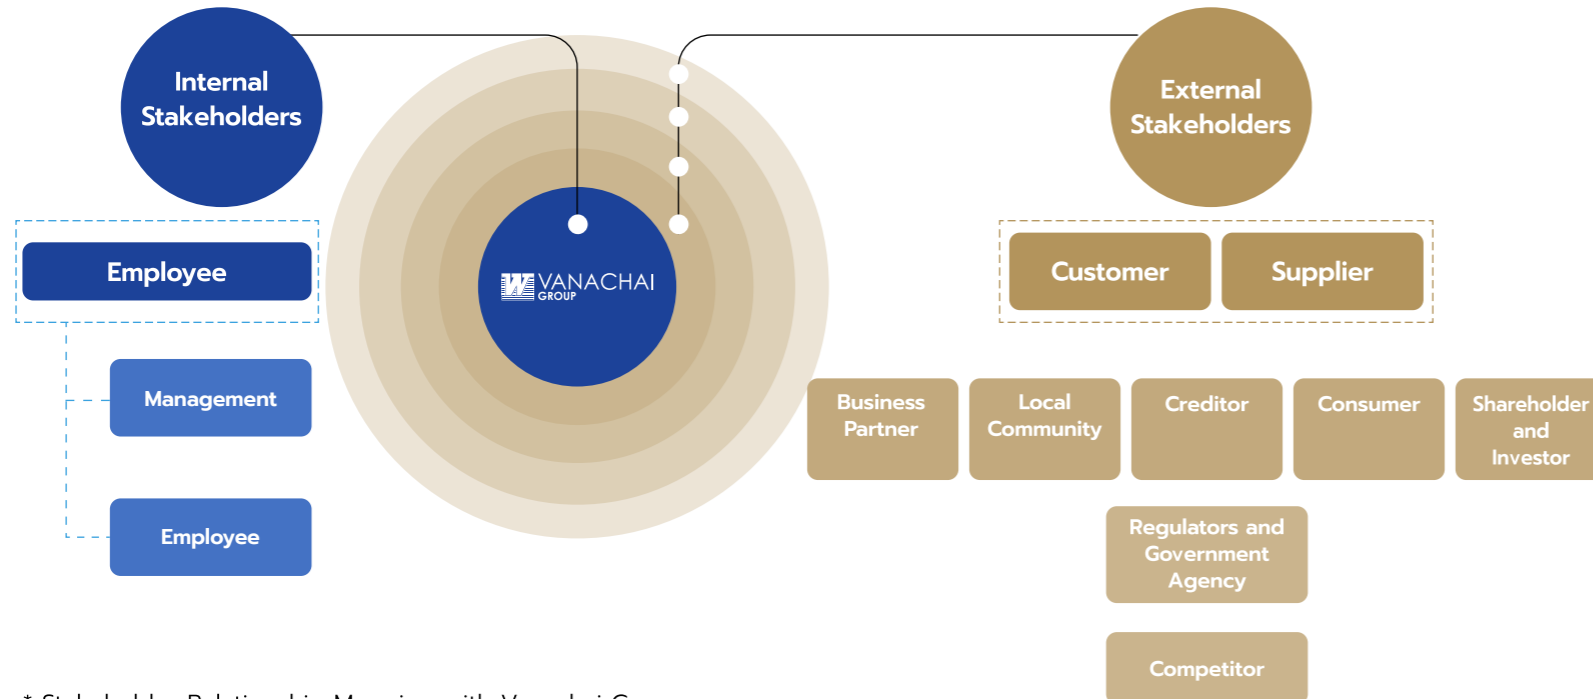 Internal
Stakeholders
External
Stakeholders
Employee
Management
Employee
W VANACHAI
GROUP
Customer
Supplier
Business
Partner
Local
Community
Creditor
Consumer
Shareholder
and
Investor
Regulators and
Government
Agency
Competitor